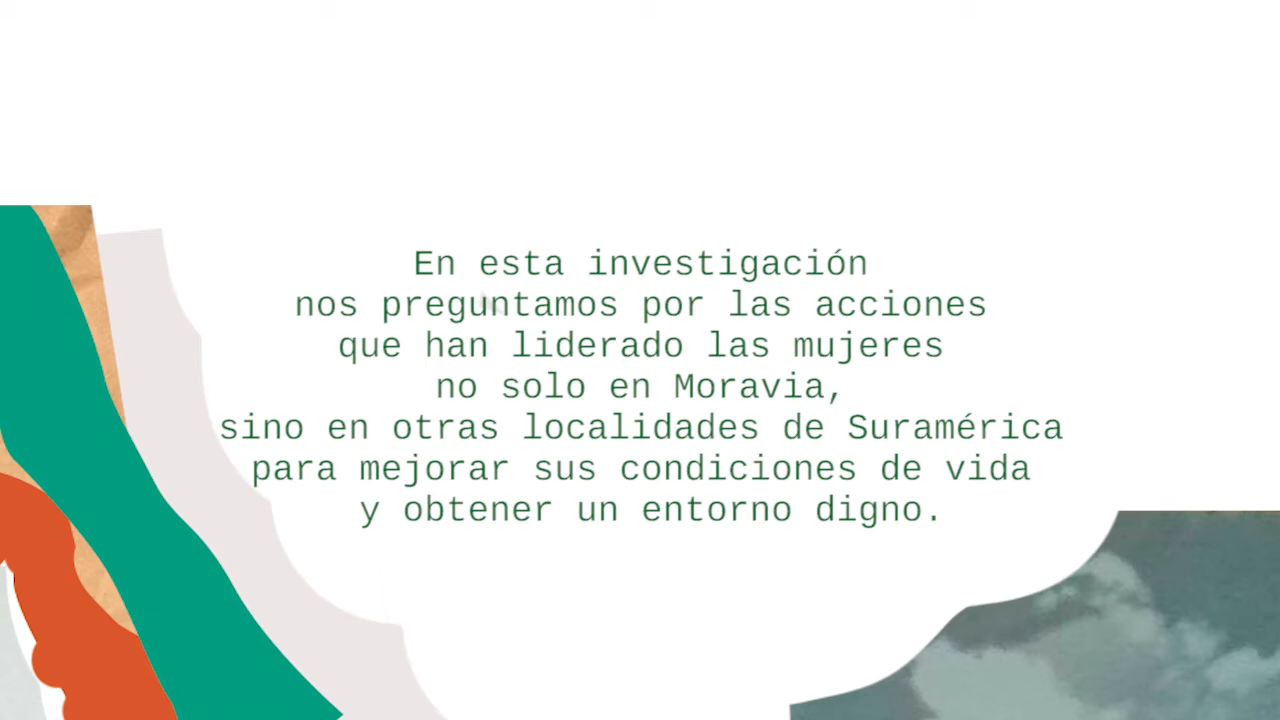 En esta investigación
nos preguntamos por las acciones
que han liderado las mujeres
no solo en Moravia,
sino en otras localidades de Suramérica
para mejorar sus condiciones de vida
y obtener un entorno digno.